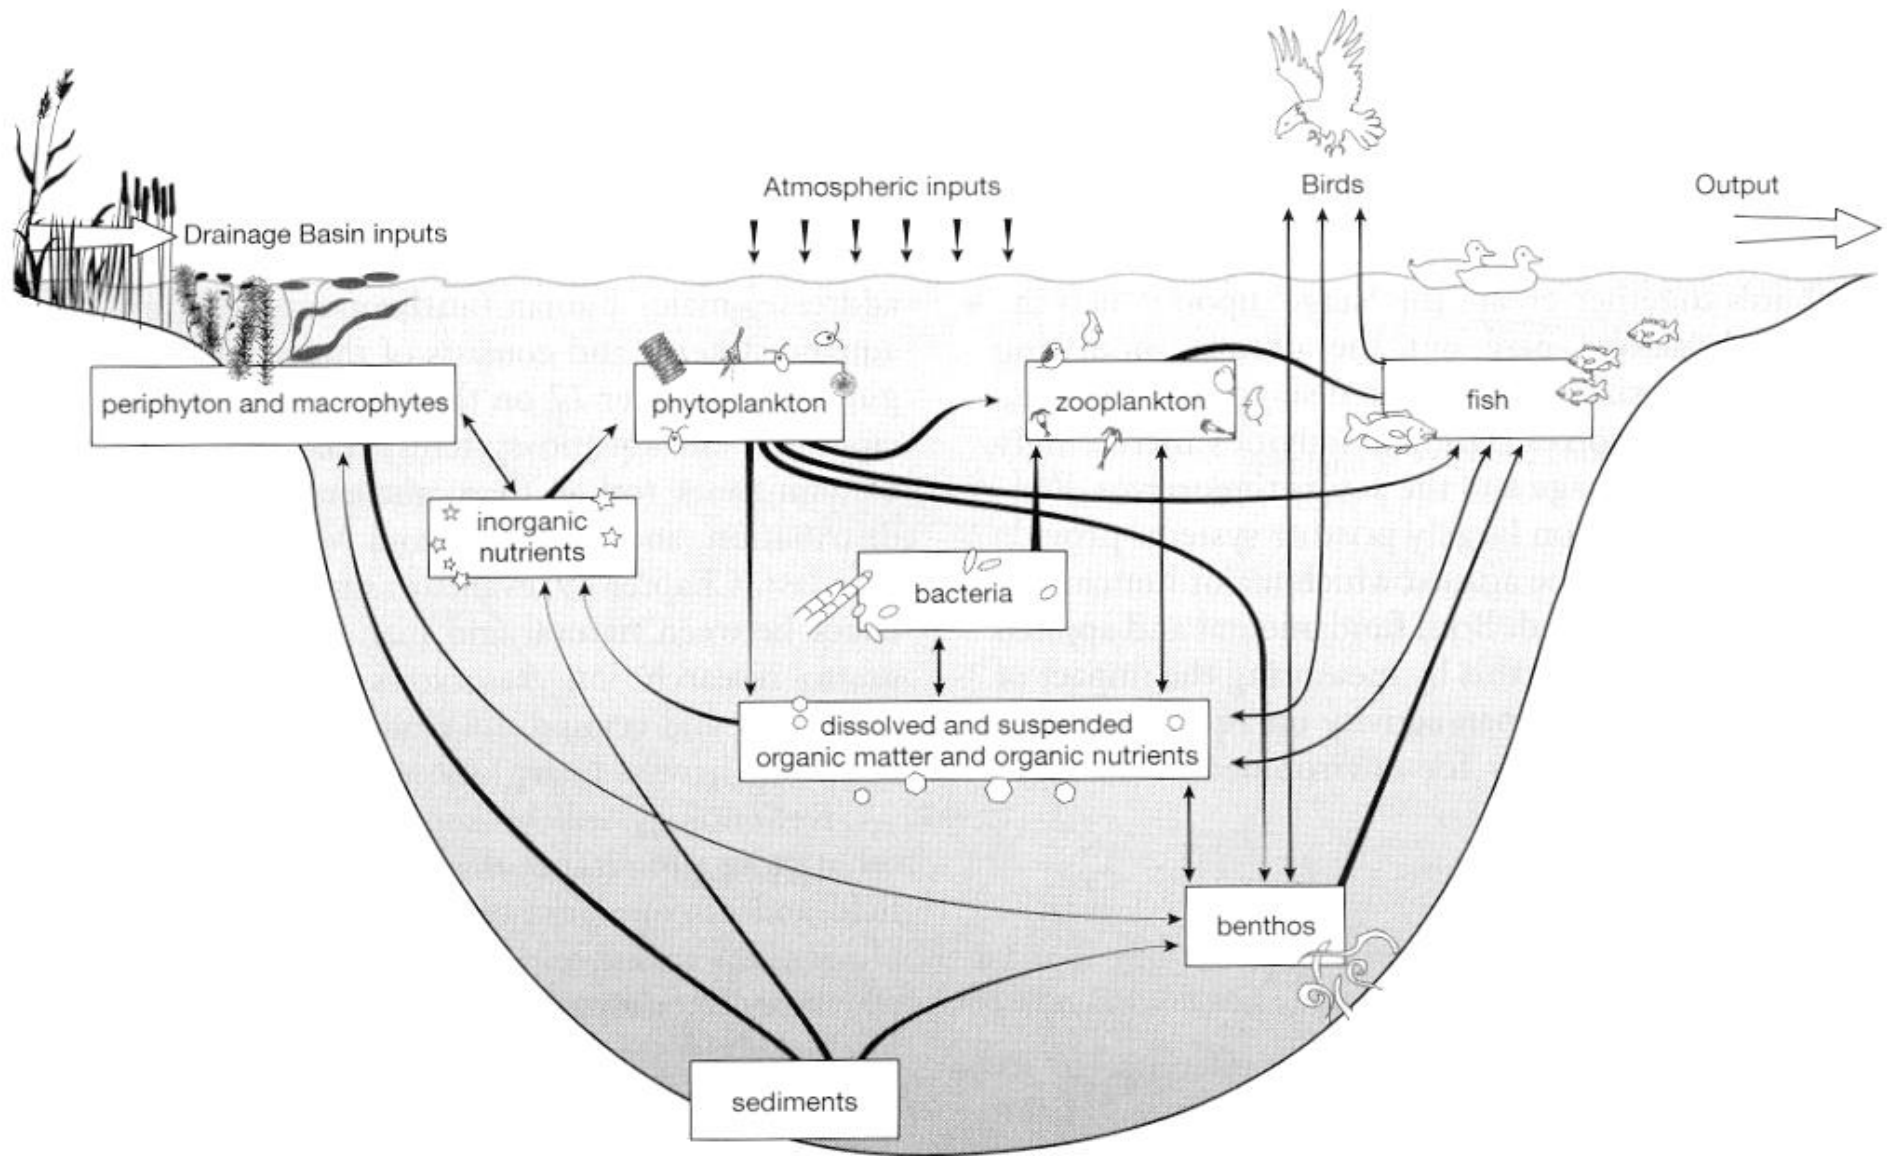 Birds
Atmospheric inputs
Output
Drainage Basin inputs
periphyton and macrophytes
phytoplankton
zooplankton
fish
inorganic
nutrients
bacteria
dissolved and suspended
organic matter and organic nutrients
benthos
sediments